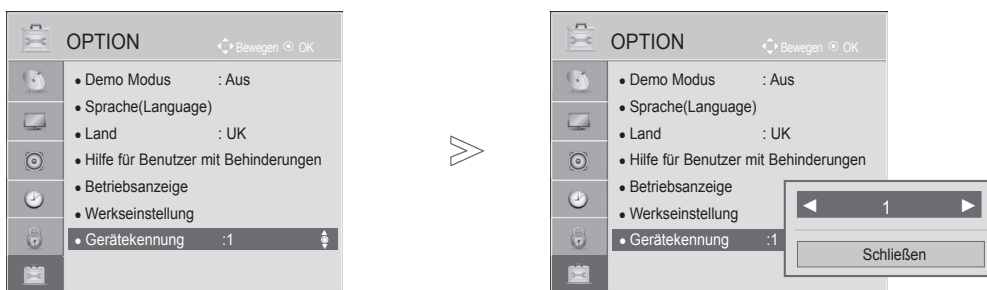 OPTION
Bewegen OK
Demo Modus : Aus
Sprache(Language)
Land : UK
Hilfe für Benutzer mit Behinderungen
Betriebsanzeige
Werkseinstellung
Gerätekennung :1
OPTION
Bewegen OK
Demo Modus : Aus
Sprache(Language)
Land : UK
Hilfe für Benutzer mit Behinderungen
Betriebsanzeige
Werkseinstellung
Gerätekennung :1
1
Schließen